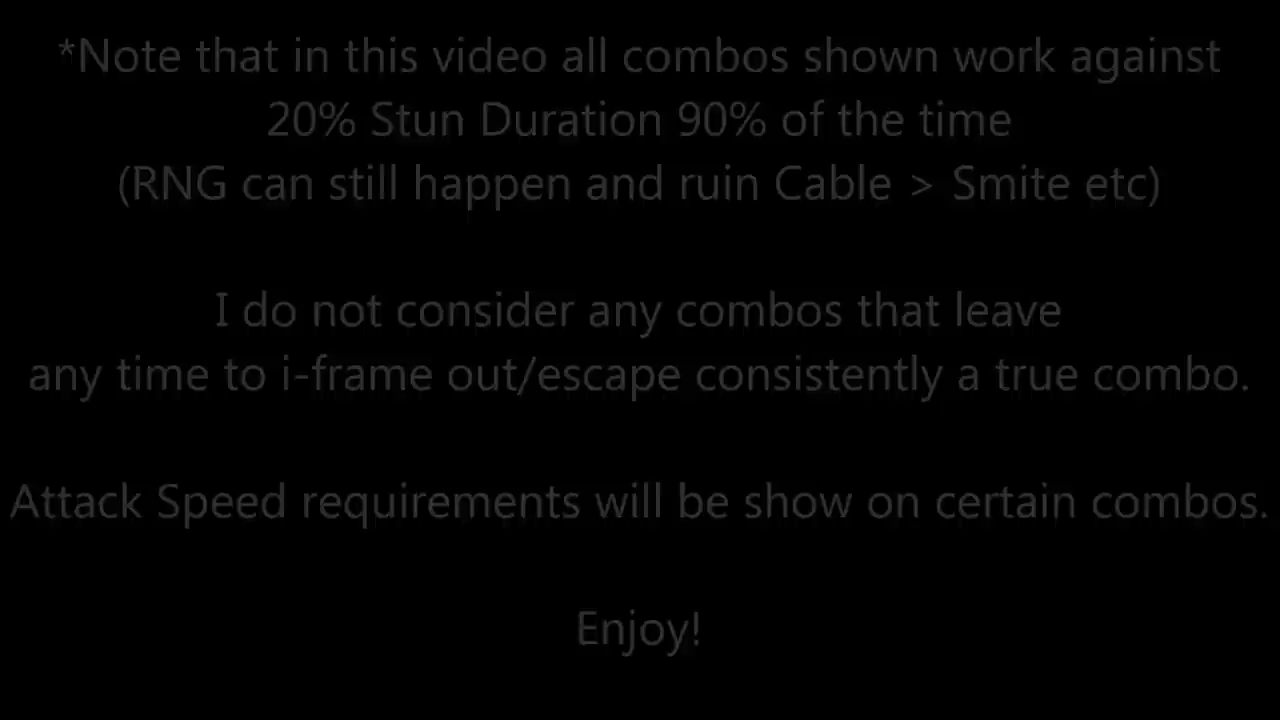 *Note that in this video all combos shown work against
20% Stun Duration 90% of the time
(RNG can still happen and ruin Cable > Smite etc)
I do not consider any combos that leave
any time to i-frame out/escape consistently a true combo.
Attack Speed requirements will be show on certain combos.
Enjoy!